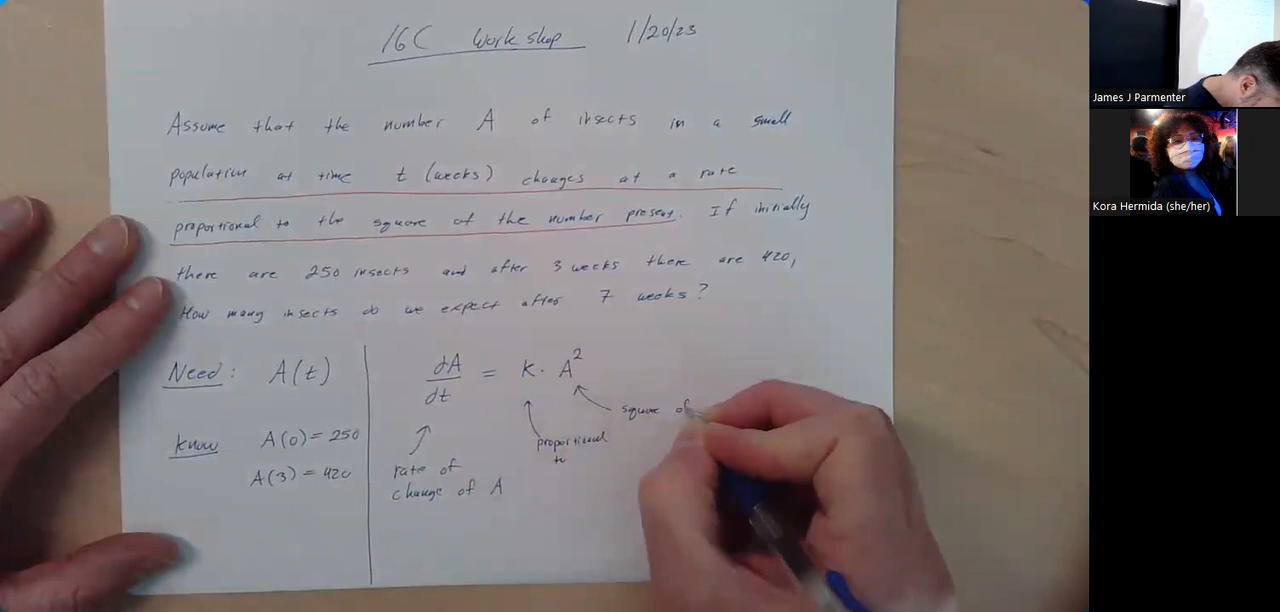 16C Workshop 1/20/23
Assume that the number A of insects in a small
population at time t (weeks) changes at a rate
proportional to the square of the number present. If initially
there are 250 insects and after 3 weeks there are 420,
How many insects do we expect after 7 weeks?
Need: A(t)
Know A(0) = 250
A(3) = 420
dA/dt = K · A²
square of
proportional
to
rate of
change of A
James J Parmenter
Kora Hermida (she/her)